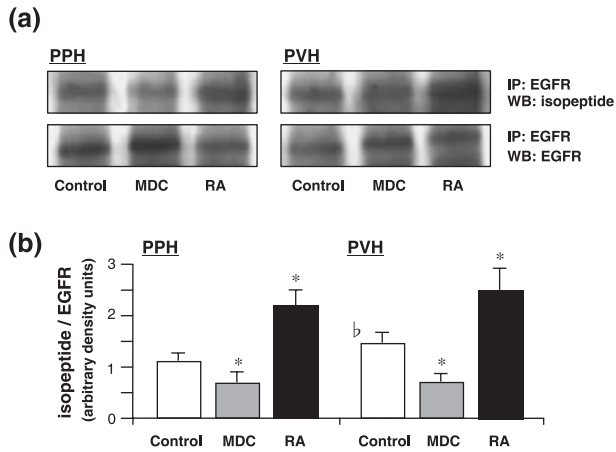 (a)
PPH PVH
IP: EGFR
WB: isopeptide
IP: EGFR
WB: EGFR
Control MDC RA Control MDC RA
(b)
PPH PVH
isopeptide / EGFR
(arbitrary density units)
3
2
1
0
* * ♭ * *
Control MDC RA Control MDC RA